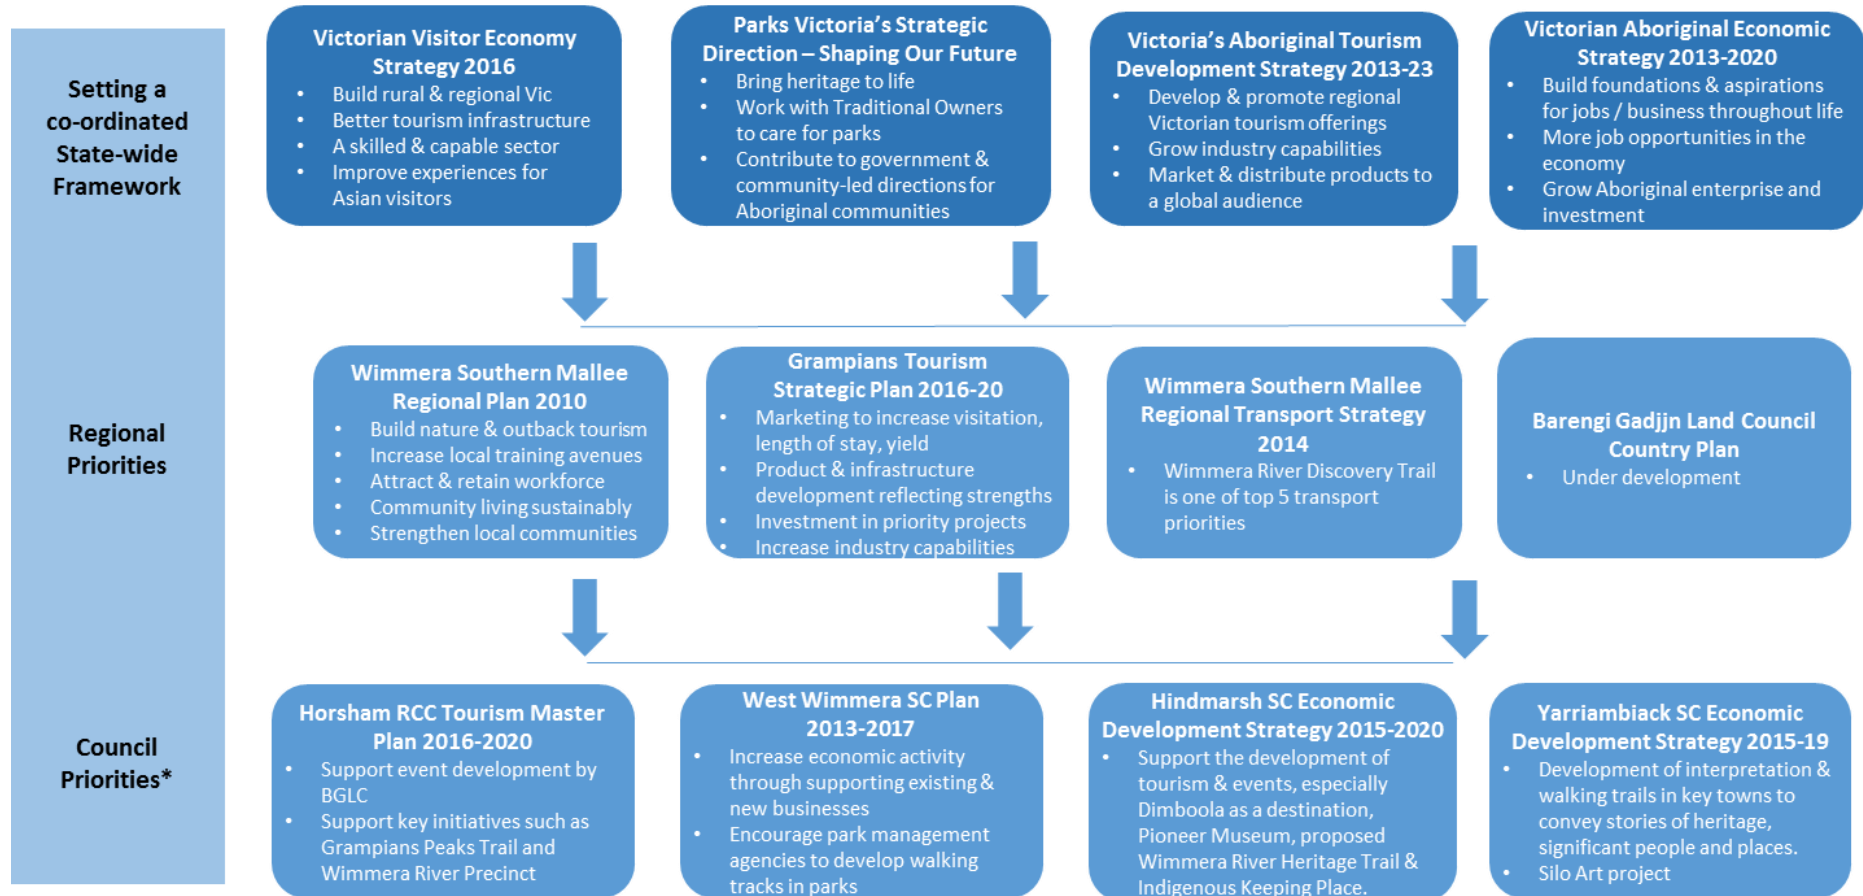 Setting a
co-ordinated
State-wide
Framework
Victorian Visitor Economy
Strategy 2016
• Build rural & regional Vic
• Better tourism infrastructure
• A skilled & capable sector
• Improve experiences for
Asian visitors
Parks Victoria's Strategic
Direction – Shaping Our Future
• Bring heritage to life
• Work with Traditional Owners
to care for parks
• Contribute to government &
community-led directions for
Aboriginal communities
Victoria's Aboriginal Tourism
Development Strategy 2013-23
• Develop & promote regional
Victorian tourism offerings
• Grow industry capabilities
• Market & distribute products to
a global audience
Victorian Aboriginal Economic
Strategy 2013-2020
• Build foundations & aspirations
for jobs / business throughout life
• More job opportunities in the
economy
• Grow Aboriginal enterprise and
investment
Regional
Priorities
Wimmera Southern Mallee
Regional Plan 2010
• Build nature & outback tourism
• Increase local training avenues
• Attract & retain workforce
• Community living sustainably
• Strengthen local communities
Grampians Tourism
Strategic Plan 2016-20
• Marketing to increase visitation,
length of stay, yield
• Product & infrastructure
development reflecting strengths
• Investment in priority projects
• Increase industry capabilities
Wimmera Southern Mallee
Regional Transport Strategy
2014
• Wimmera River Discovery Trail
is one of top 5 transport
priorities
Barengi Gadjjn Land Council
Country Plan
• Under development
Council
Priorities*
Horsham RCC Tourism Master
Plan 2016-2020
• Support event development by
BGLC
• Support key initiatives such as
Grampians Peaks Trail and
Wimmera River Precinct
West Wimmera SC Plan
2013-2017
• Increase economic activity
through supporting existing &
new businesses
• Encourage park management
agencies to develop walking
tracks in parks
Hindmarsh SC Economic
Development Strategy 2015-2020
• Support the development of
tourism & events, especially
Dimboola as a destination,
Pioneer Museum, proposed
Wimmera River Heritage Trail &
Indigenous Keeping Place.
Yarriambiack SC Economic
Development Strategy 2015-19
• Development of interpretation &
walking trails in key towns to
convey stories of heritage,
significant people and places.
• Silo Art project